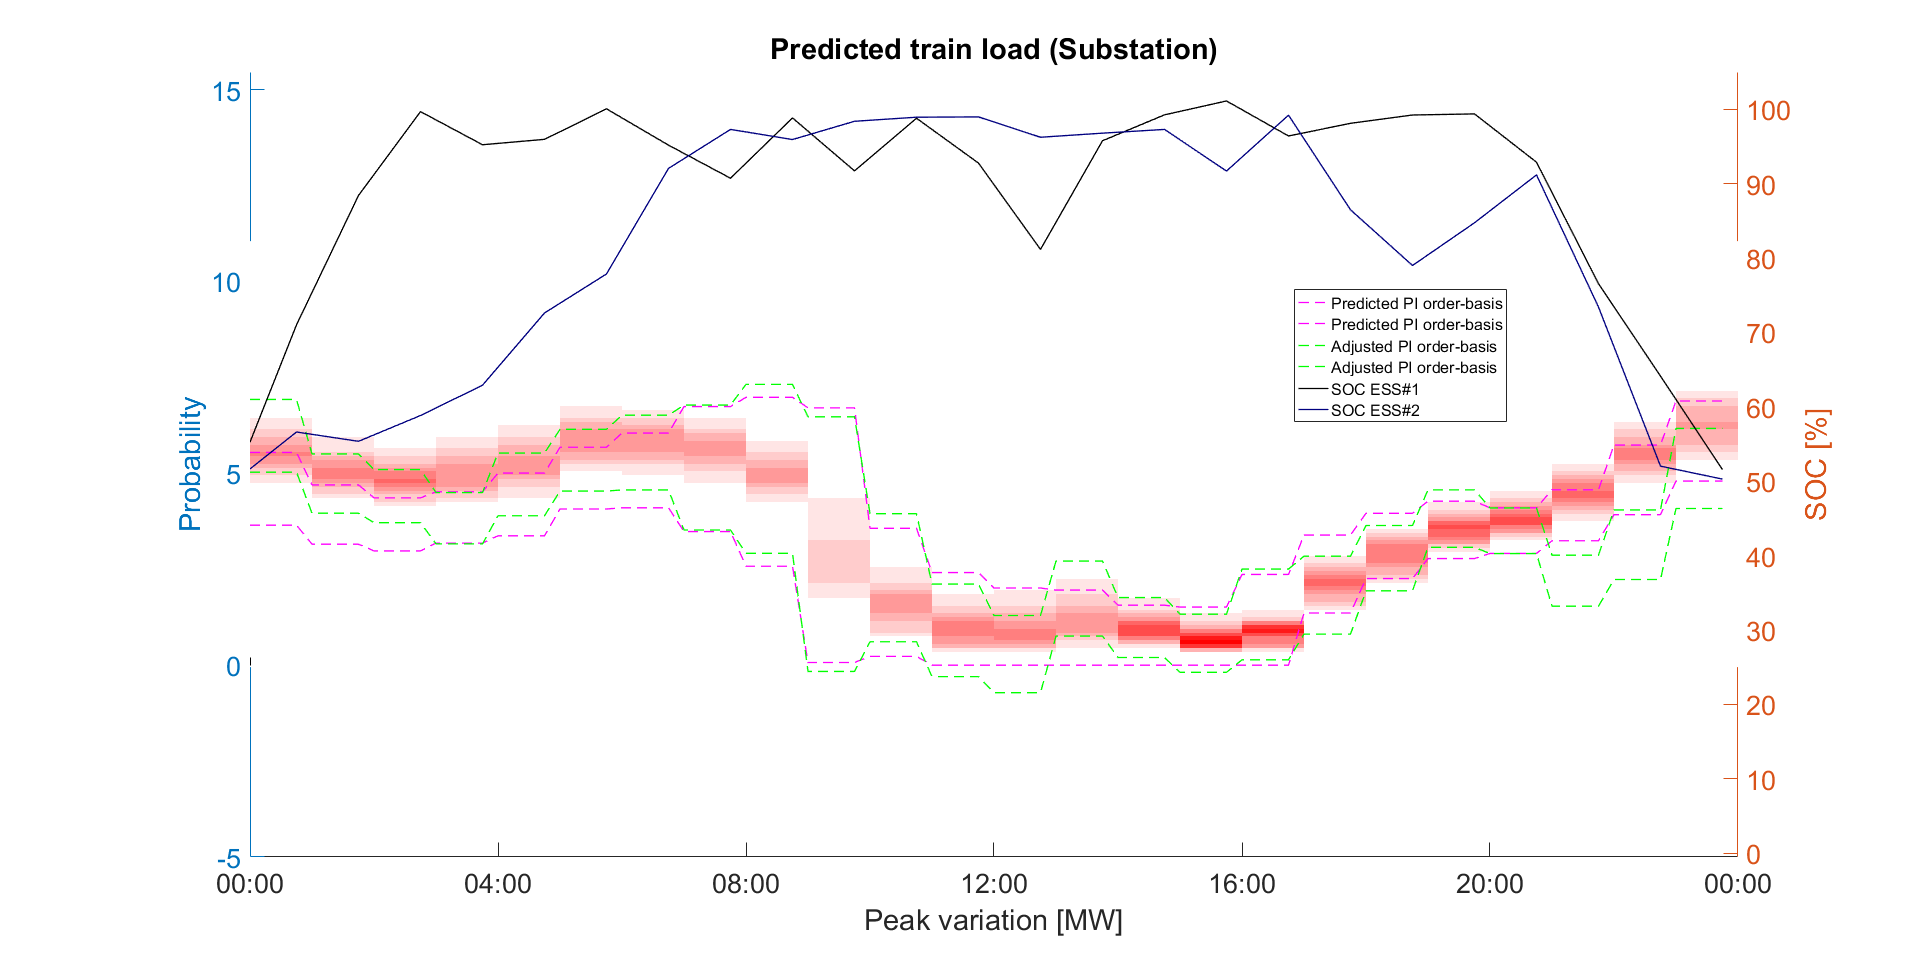 Predicted train load (Substation)
15
10
5
0
-5
Probability
100
90
80
70
60
50
40
30
20
10
0
SOC [%]
Predicted PI order-basis
Predicted PI order-basis
Adjusted PI order-basis
Adjusted PI order-basis
SOC ESS#1
SOC ESS#2
00:00 04:00 08:00 12:00 16:00 20:00 00:00
Peak variation [MW]